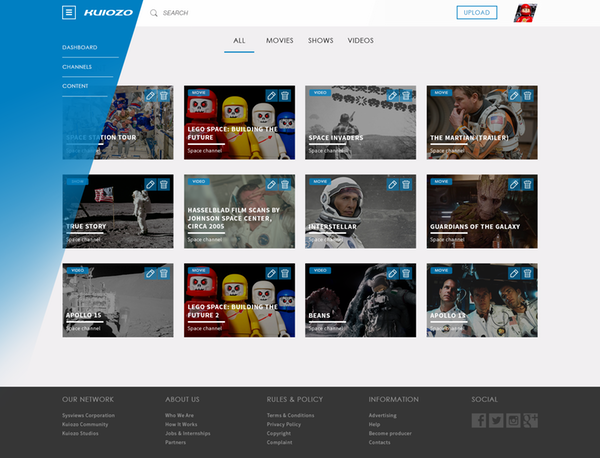 KUIOZO
SEARCH
UPLOAD
DASHBOARD
CHANNELS
CONTENT
ALL
MOVIES
SHOWS
VIDEOS
SPACE STATION TOUR
Space channel
MOVIE
LEGO SPACE: BUILDING THE
FUTURE
Space channel
VIDEO
SPACE INVADERS
Space channel
MOVIE
THE MARTIAN (TRAILER)
Space channel
TRUE STORY
Space channel
VIDEO
HASSELBLAD FILM SCANS BY
JOHNSON SPACE CENTER,
CIRCA 2005
Space channel
MOVIE
INTERSTELLAR
Space channel
MOVIE
GUARDIANS OF THE GALAXY
Space channel
VIDEO
APOLLO 15
Space channel
MOVIE
LEGO SPACE: BUILDING THE
FUTURE 2
Space channel
VIDEO
BEANS
Space channel
MOVIE
APOLLO 13
Space channel
OUR NETWORK
Sysviews Corporation
Kuiozo Community
Kuiozo Studios
ABOUT US
Who We Are
How It Works
Jobs & Internships
Partners
RULES & POLICY
Terms & Conditions
Privacy Policy
Copyright
Complaint
INFORMATION
Advertising
Help
Become producer
Contacts
SOCIAL